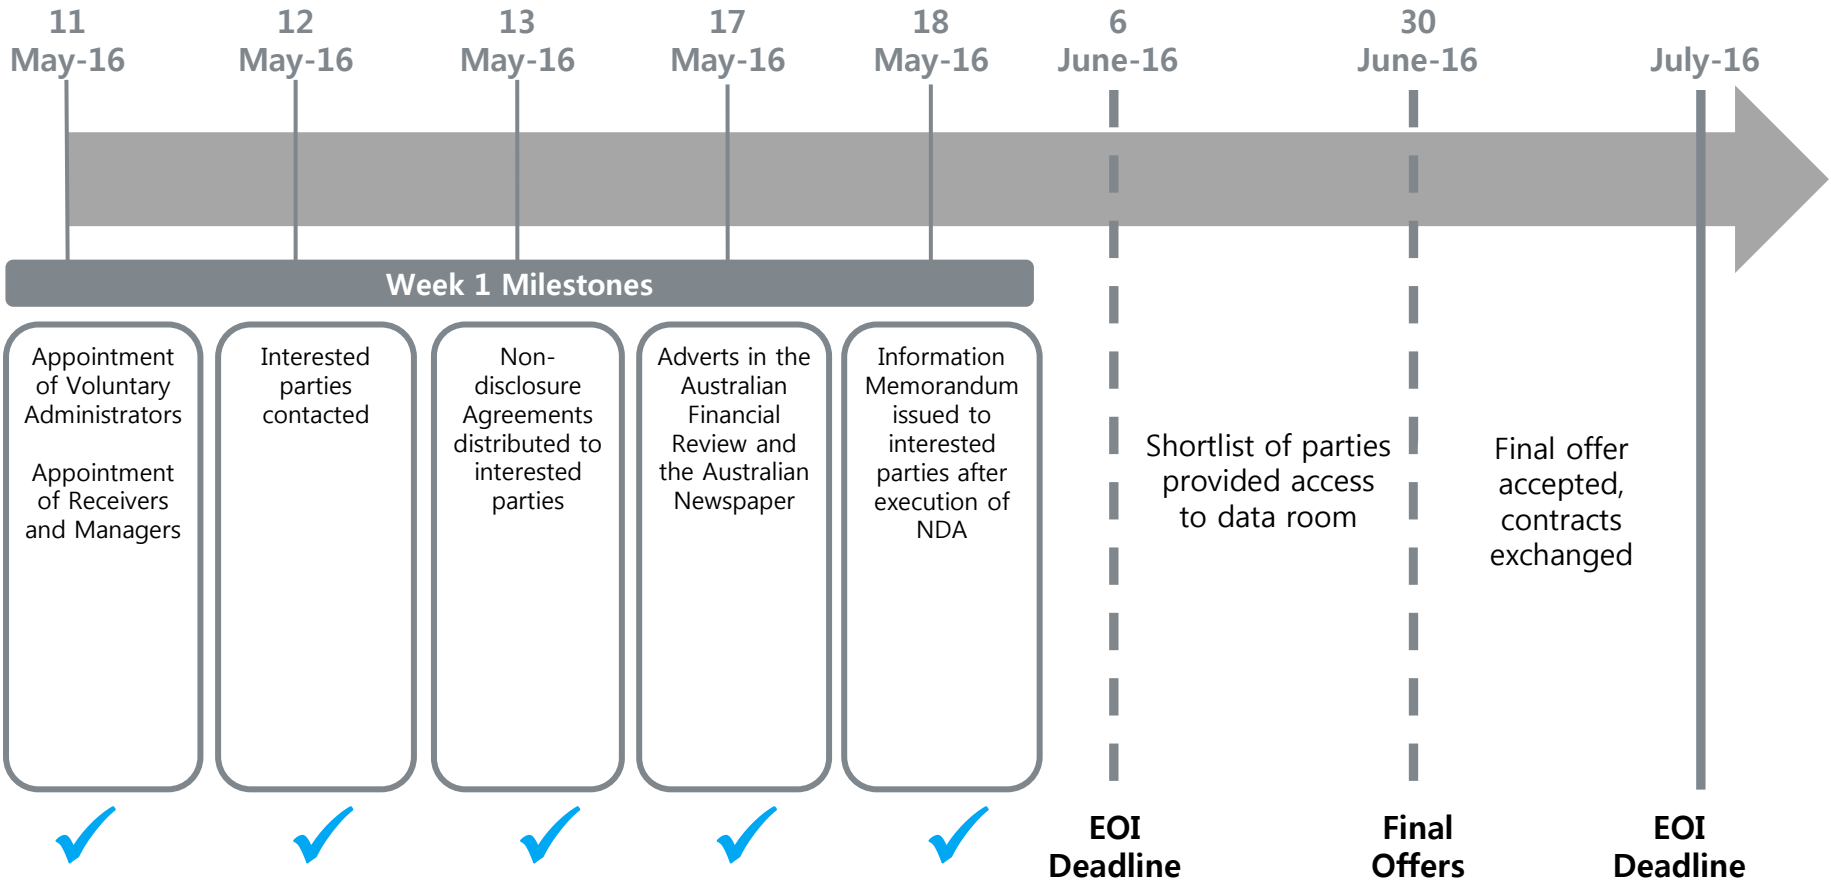 11
May-16
12
May-16
13
May-16
17
May-16
18
May-16
6
June-16
30
June-16
July-16
Week 1 Milestones
Appointment
of Voluntary
Administrators
Appointment
of Receivers
and Managers
Interested
parties
contacted
Non-
disclosure
Agreements
distributed to
interested
parties
Adverts in the
Australian
Financial
Review and
the Australian
Newspaper
Information
Memorandum
issued to
interested
parties after
execution of
NDA
Shortlist of parties
provided access
to data room
Final offer
accepted,
contracts
exchanged
EOI
Deadline
Final
Offers
EOI
Deadline